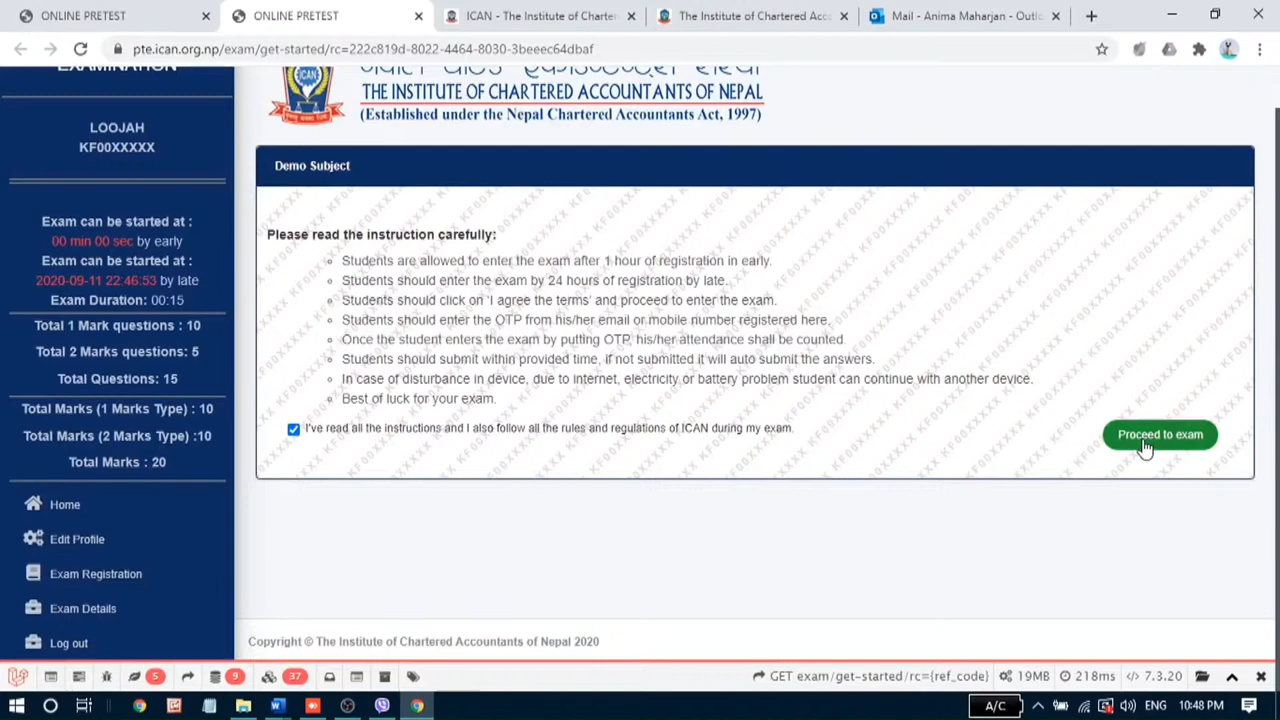 ONLINE PRETEST
ONLINE PRETEST
ICAN - The Institute of Charter
The Institute of Chartered Acco
Mail - Anima Maharjan - Outlo
pte.ican.org.np/exam/get-started/rc=222c819d-8022-4464-8030-3beeec64dbaf
EXAMINATION
LOOJAH
KF00XXXXX
Exam can be started at :
00 min 00 sec by early
Exam can be started at :
2020-09-11 22:46:53 by late
Exam Duration: 00:15
Total 1 Mark questions : 10
Total 2 Marks questions: 5
Total Questions: 15
Total Marks (1 Marks Type) : 10
Total Marks (2 Marks Type) :10
Total Marks : 20
Home
Edit Profile
Exam Registration
Exam Details
Log out
ICAN
THE INSTITUTE OF CHARTERED ACCOUNTANTS OF NEPAL
(Established under the Nepal Chartered Accountants Act, 1997)
Demo Subject
Please read the instruction carefully:
Students are allowed to enter the exam after 1 hour of registration in early.
Students should enter the exam by 24 hours of registration by late.
Students should click on 'I agree the terms' and proceed to enter the exam.
Students should enter the OTP from his/her email or mobile number registered here.
Once the student enters the exam by putting OTP, his/her attendance shall be counted.
Students should submit within provided time, if not submitted it will auto submit the answers.
In case of disturbance in device, due to internet, electricity or battery problem student can continue with another device.
Best of luck for your exam.
I've read all the instructions and I also follow all the rules and regulations of ICAN during my exam.
Proceed to exam
Copyright © The Institute of Chartered Accountants of Nepal 2020
5
9
37
GET exam/get-started/rc={ref_code}
19MB
218ms
7.3.20
A/C
ENG
10:48 PM